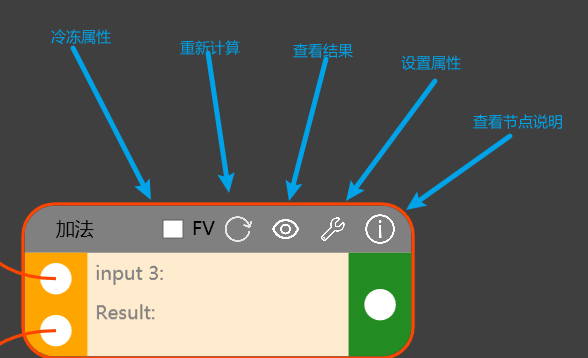 冷冻属性
重新计算
查看结果
设置属性
查看节点说明
加法 FV
input 3:
Result: